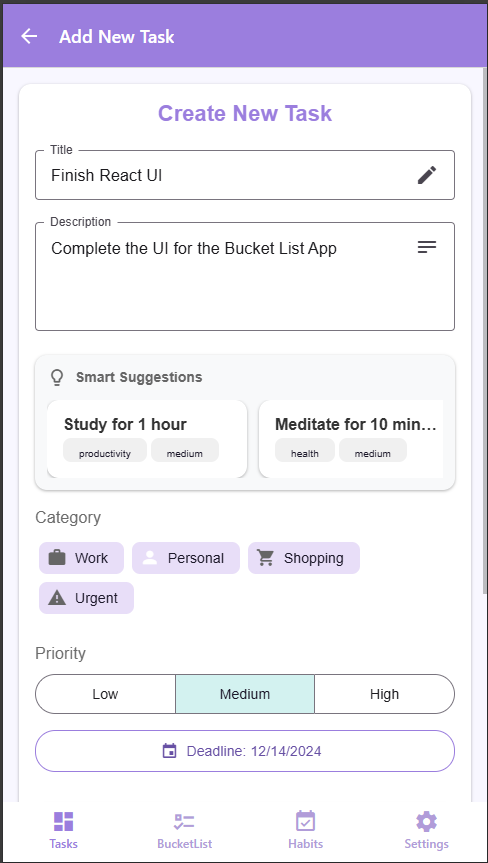 Add New Task
Create New Task
Title
Finish React UI
Description
Complete the UI for the Bucket List App
Smart Suggestions
Study for 1 hour
productivity medium
Meditate for 10 min…
health medium
Category
Work Personal Shopping
Urgent
Priority
Low Medium High
Deadline: 12/14/2024
Tasks BucketList Habits Settings